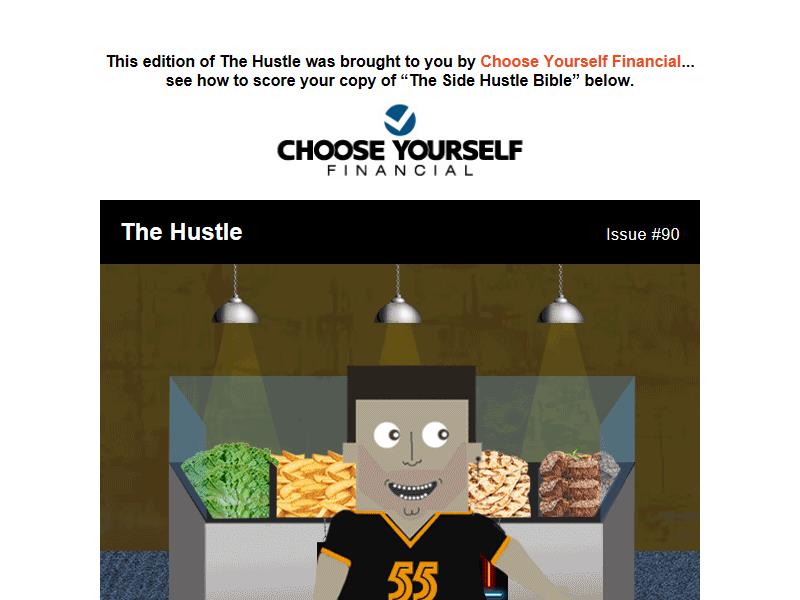 This edition of The Hustle was brought to you by Choose Yourself Financial...
see how to score your copy of “The Side Hustle Bible” below.
CHOOSE YOURSELF
FINANCIAL
The Hustle
Issue #90
55